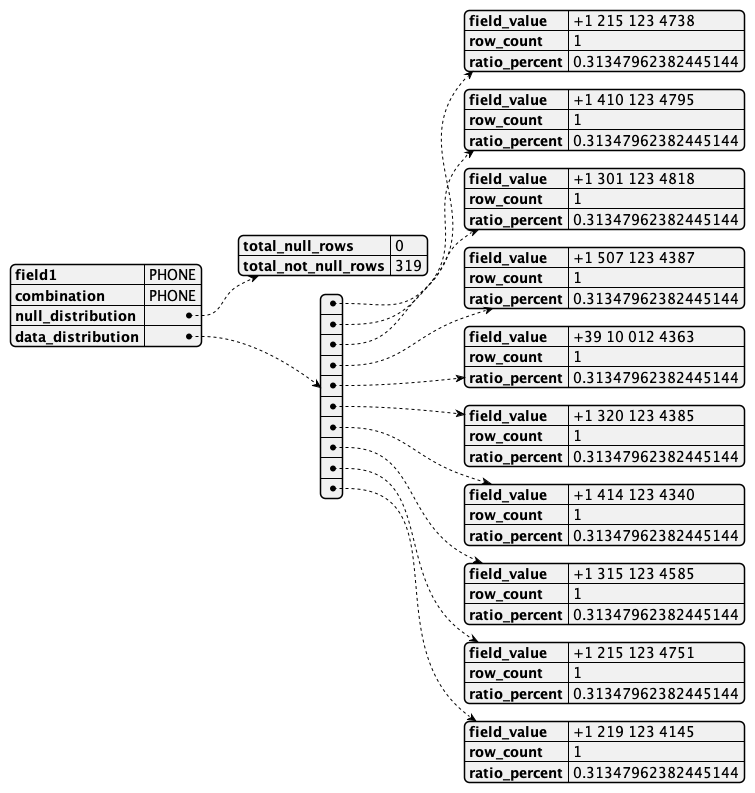 field1 PHONE
combination PHONE
null_distribution
data_distribution
total_null_rows 0
total_not_null_rows 319
field_value +1 215 123 4738
row_count 1
ratio_percent 0.31347962382445144
field_value +1 410 123 4795
row_count 1
ratio_percent 0.31347962382445144
field_value +1 301 123 4818
row_count 1
ratio_percent 0.31347962382445144
field_value +1 507 123 4387
row_count 1
ratio_percent 0.31347962382445144
field_value +39 10 012 4363
row_count 1
ratio_percent 0.31347962382445144
field_value +1 320 123 4385
row_count 1
ratio_percent 0.31347962382445144
field_value +1 414 123 4340
row_count 1
ratio_percent 0.31347962382445144
field_value +1 315 123 4585
row_count 1
ratio_percent 0.31347962382445144
field_value +1 215 123 4751
row_count 1
ratio_percent 0.31347962382445144
field_value +1 219 123 4145
row_count 1
ratio_percent 0.31347962382445144